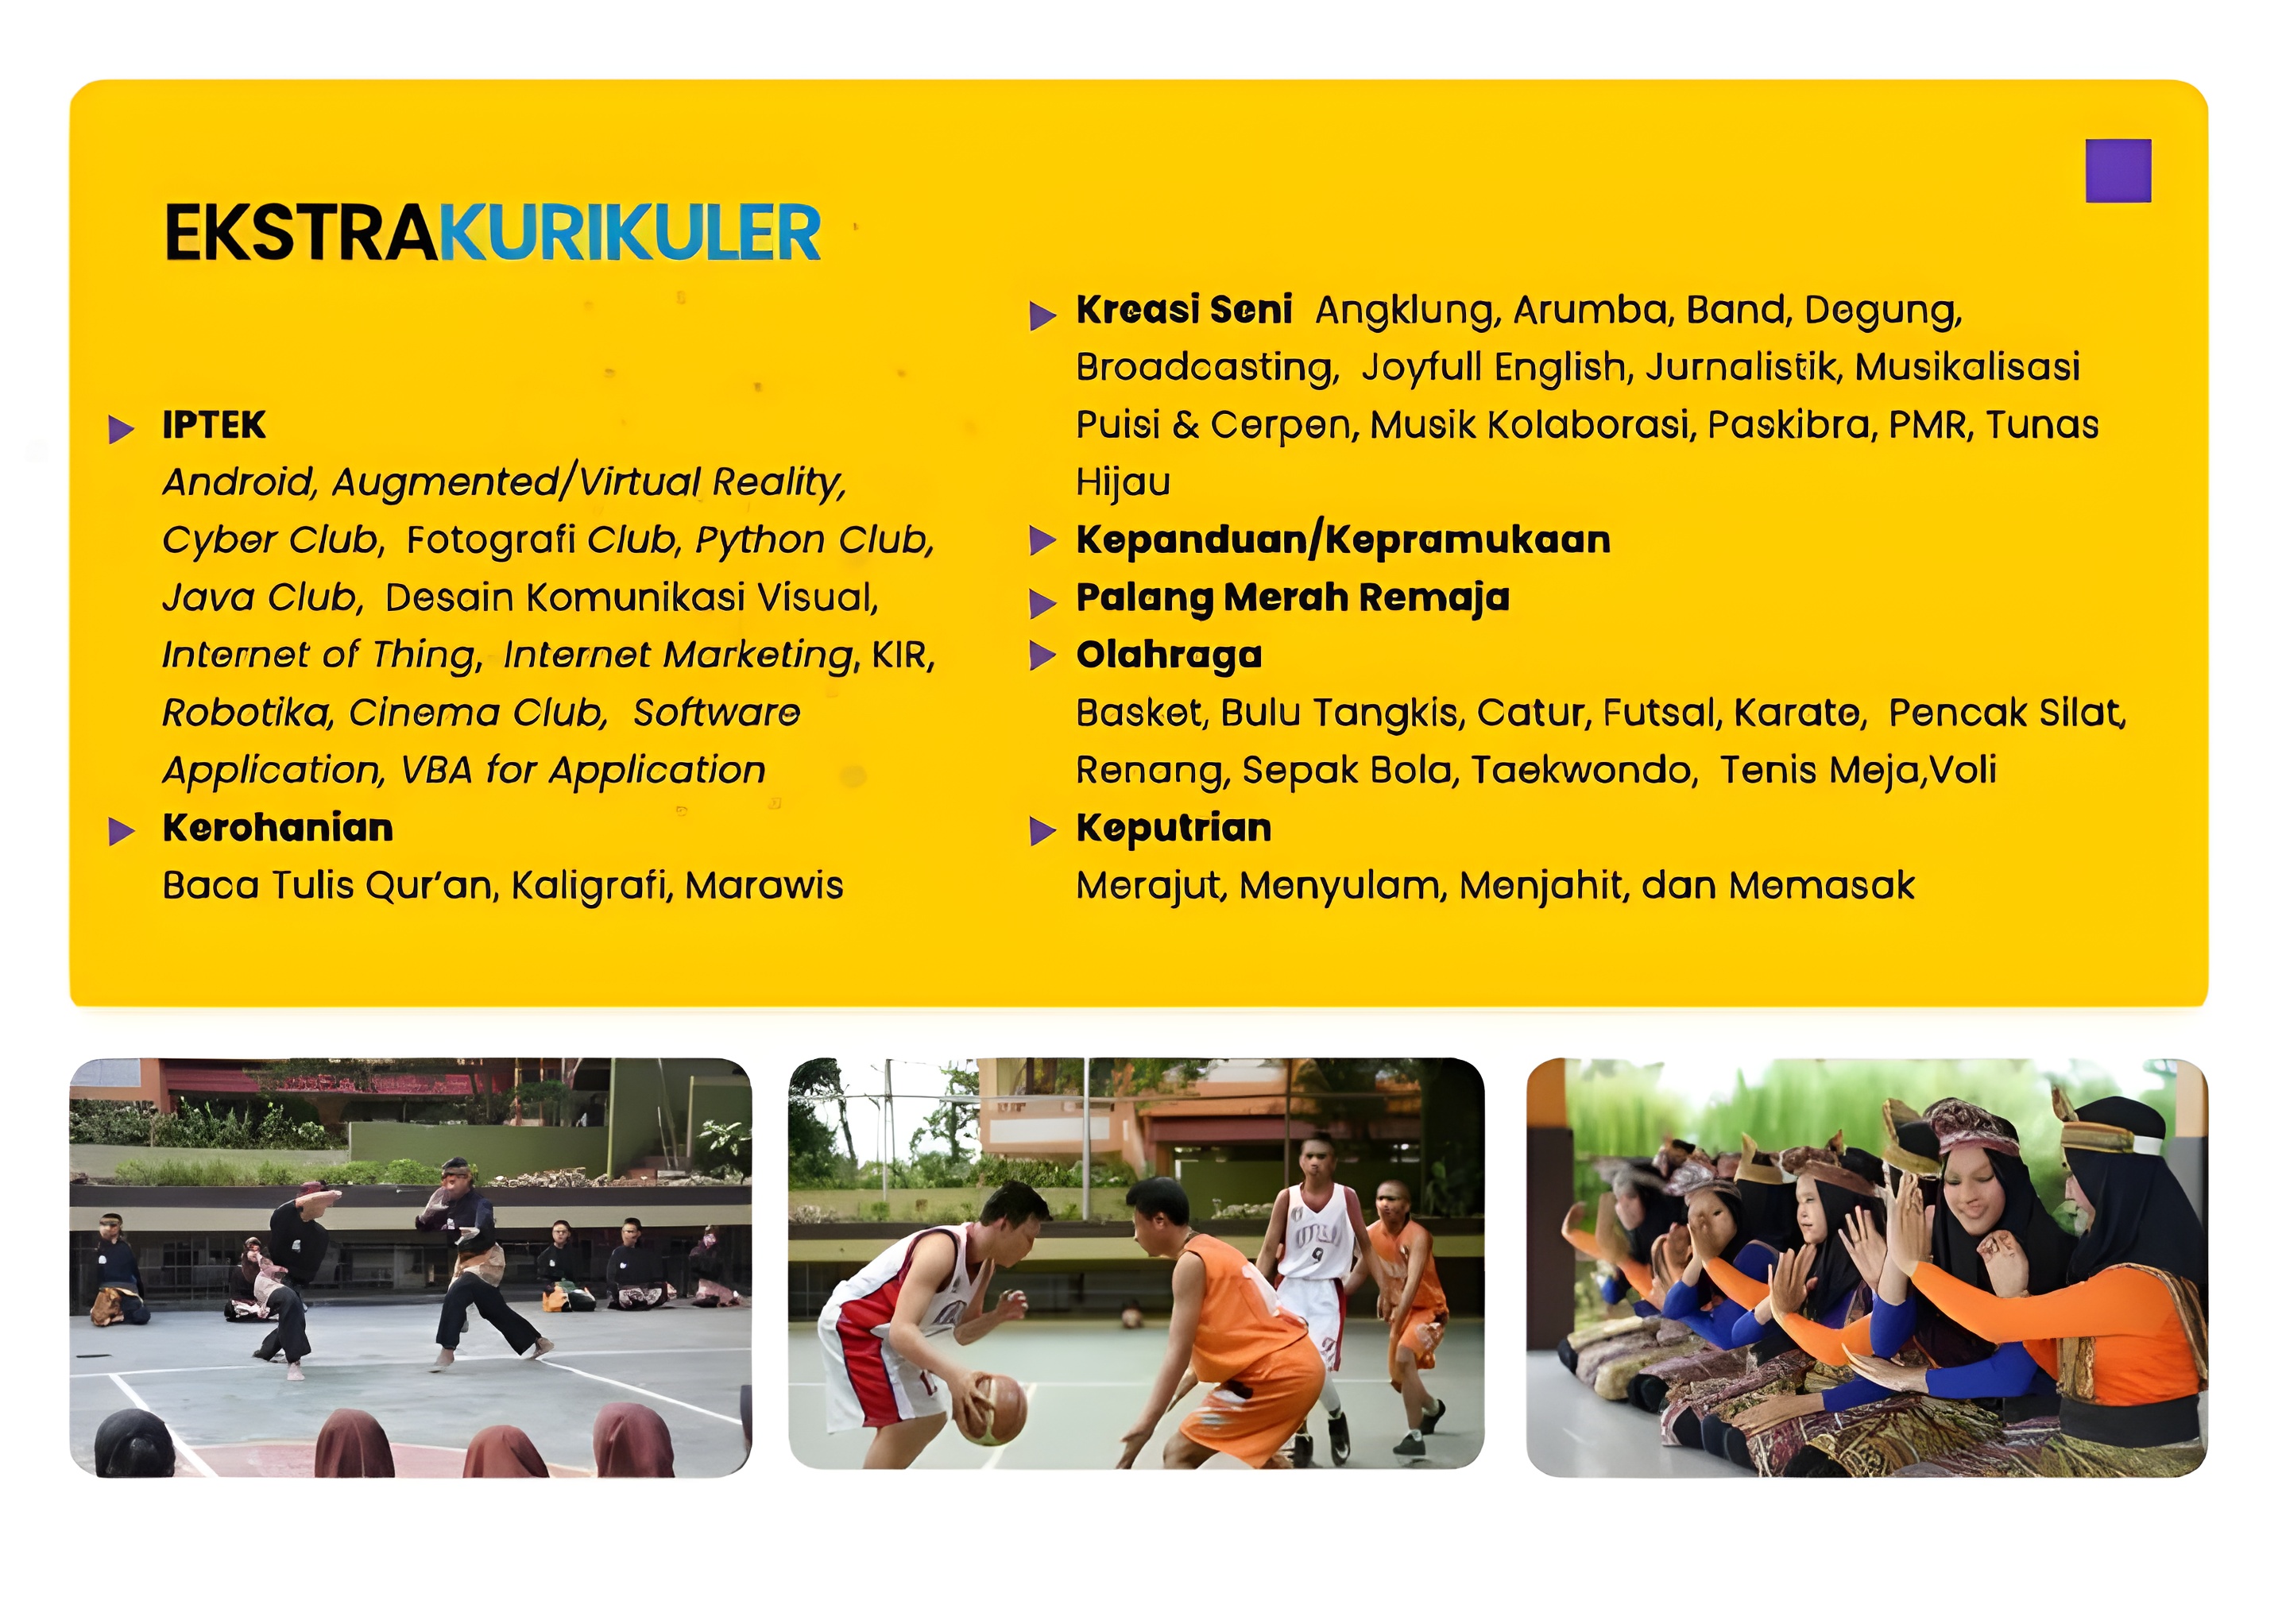 EKSTRAKURIKULER
IPTEK
Android, Augmented/Virtual Reality,
Cyber Club, Fotografi Club, Python Club,
Java Club, Desain Komunikasi Visual,
Internet of Thing, Internet Marketing, KIR,
Robotika, Cinema Club, Software
Application, VBA for Application
Kerohanian
Baca Tulis Qur'an, Kaligrafi, Marawis
Kreasi Seni Angklung, Arumba, Band, Degung,
Broadcasting, Joyfull English, Jurnalistik, Musikalisasi
Puisi & Cerpen, Musik Kolaborasi, Paskibra, PMR, Tunas
Hijau
Kepanduan/Kepramukaan
Palang Merah Remaja
Olahraga
Basket, Bulu Tangkis, Catur, Futsal, Karate, Pencak Silat,
Renang, Sepak Bola, Taekwondo, Tenis Meja,Voli
Keputrian
Merajut, Menyulam, Menjahit, dan Memasak
9